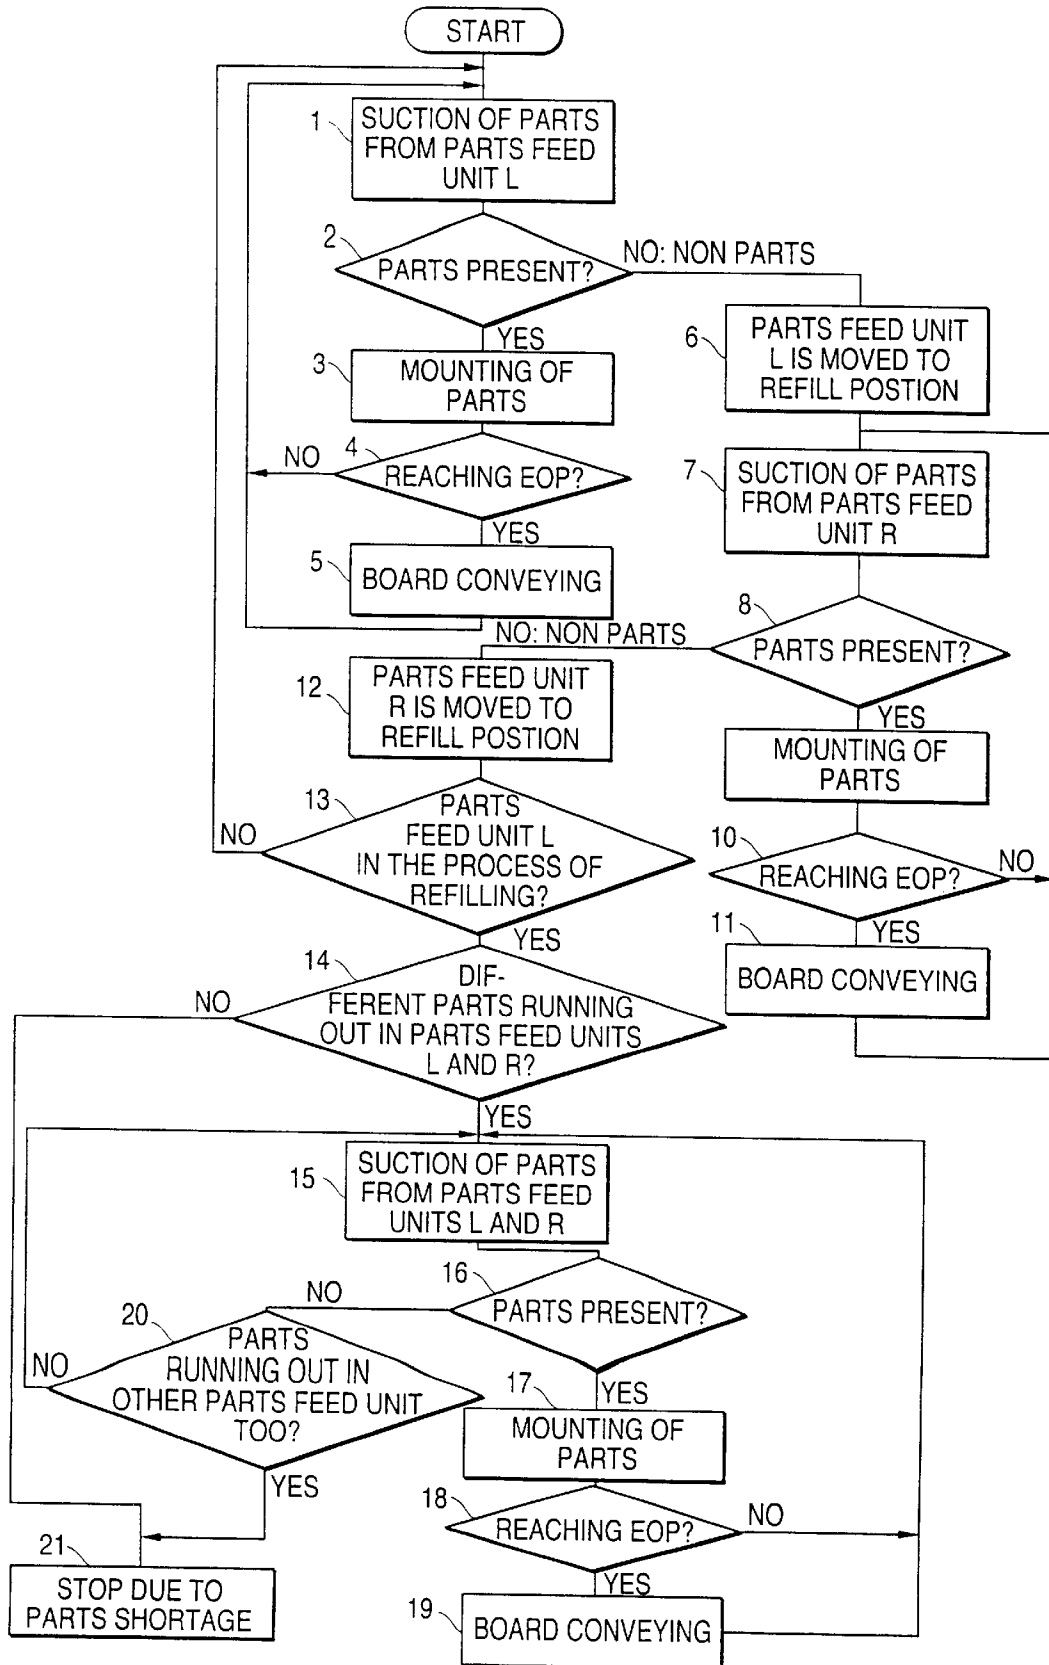 START
1
SUCTION OF PARTS
FROM PARTS FEED
UNIT L
2
PARTS PRESENT?
NO: NON PARTS
YES
3
MOUNTING OF
PARTS
4
NO
REACHING EOP?
YES
5
BOARD CONVEYING
6
PARTS FEED UNIT
L IS MOVED TO
REFILL POSTION
7
SUCTION OF PARTS
FROM PARTS FEED
UNIT R
8
PARTS PRESENT?
NO: NON PARTS
YES
MOUNTING OF
PARTS
10
REACHING EOP?
NO
YES
11
BOARD CONVEYING
12
PARTS FEED UNIT
R IS MOVED TO
REFILL POSTION
13
PARTS
FEED UNIT L
IN THE PROCESS OF
REFILLING?
NO
YES
14
DIF-
FERENT PARTS RUNNING
OUT IN PARTS FEED UNITS
L AND R?
NO
YES
15
SUCTION OF PARTS
FROM PARTS FEED
UNITS L AND R
16
PARTS PRESENT?
NO
YES
17
MOUNTING OF
PARTS
18
REACHING EOP?
NO
YES
19
BOARD CONVEYING
20
PARTS
RUNNING OUT IN
OTHER PARTS FEED UNIT
TOO?
NO
YES
21
STOP DUE TO
PARTS SHORTAGE